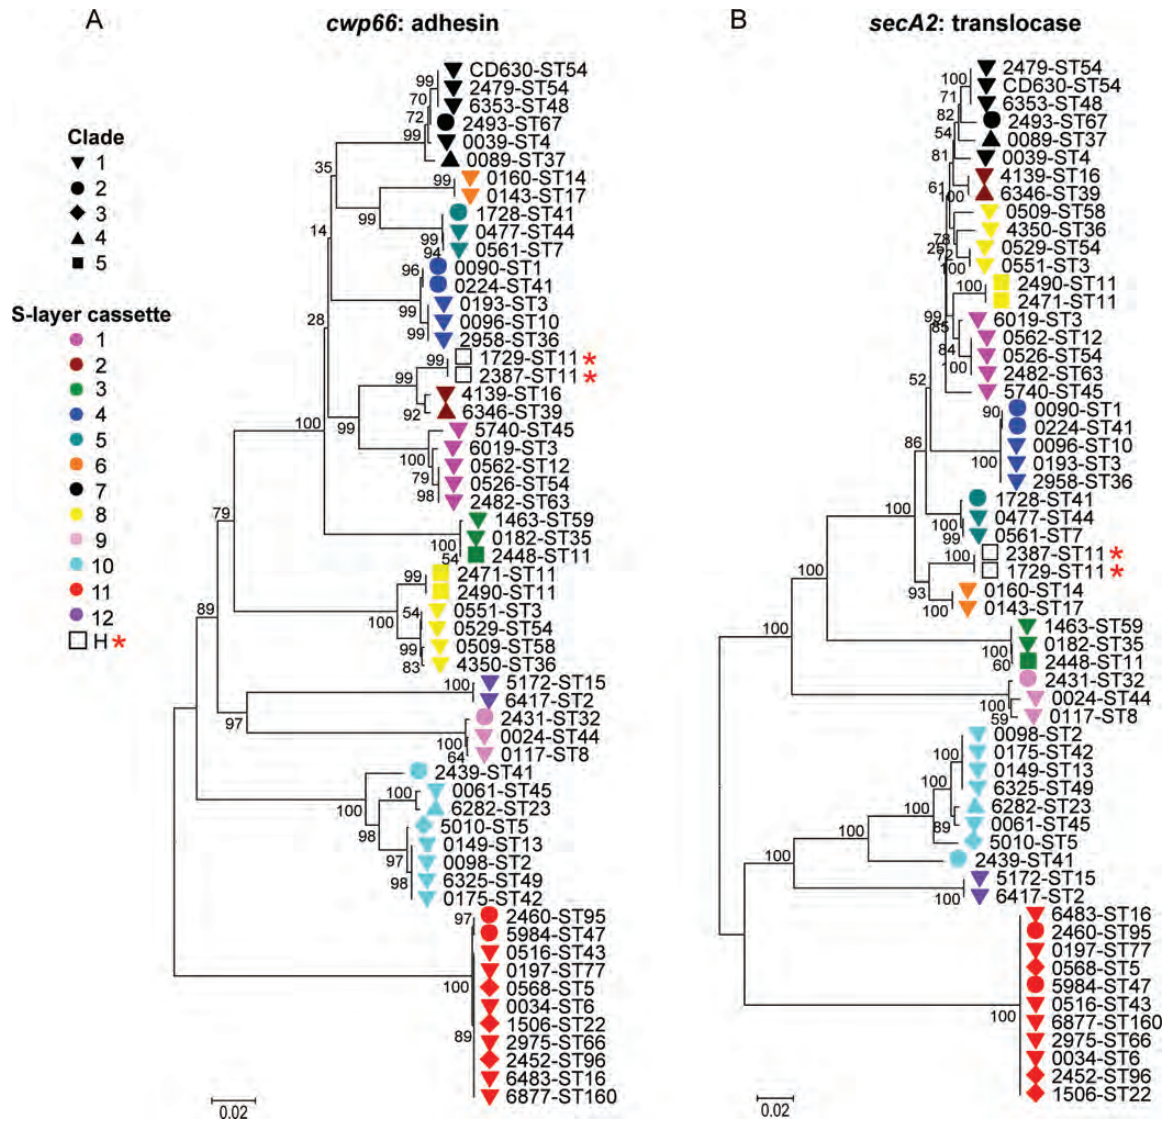 A
cwp66: adhesin
Clade
1
2
3
4
5
S-layer cassette
1
2
3
4
5
6
7
8
9
10
11
12
H *
99
70
72
99
35
99
99
99
94
14
96
99
99
28
99
99
92
99
100
79
98
100
100
54
79
99
54
100
99
83
89
100
97
100
64
100
100
98
97
98
97
100
89
CD630-ST54
2479-ST54
6353-ST48
2493-ST67
0039-ST4
0089-ST37
0160-ST14
0143-ST17
1728-ST41
0477-ST44
0561-ST7
0090-ST1
0224-ST41
0193-ST3
0096-ST10
2958-ST36
1729-ST11 *
2387-ST11 *
4139-ST16
6346-ST39
5740-ST45
6019-ST3
0562-ST12
0526-ST54
2482-ST63
1463-ST59
0182-ST35
2448-ST11
2471-ST11
2490-ST11
0551-ST3
0529-ST54
0509-ST58
4350-ST36
5172-ST15
6417-ST2
2431-ST32
0024-ST44
0117-ST8
2439-ST41
0061-ST45
6282-ST23
5010-ST5
0149-ST13
0098-ST2
6325-ST49
0175-ST42
2460-ST95
5984-ST47
0516-ST43
0197-ST77
0568-ST5
0034-ST6
1506-ST22
2975-ST66
2452-ST96
6483-ST16
6877-ST160
0.02
B
secA2: translocase
100
71
82
54
81
61
100
78
25
72
100
100
99
85
84
100
52
90
100
86
100
99
100
100
93
100
100
100
60
100
100
59
100
100
89
100
100
100
100
100
2479-ST54
CD630-ST54
6353-ST48
2493-ST67
0089-ST37
0039-ST4
4139-ST16
6346-ST39
0509-ST58
4350-ST36
0529-ST54
0551-ST3
2490-ST11
2471-ST11
6019-ST3
0562-ST12
0526-ST54
2482-ST63
5740-ST45
0090-ST1
0224-ST41
0096-ST10
0193-ST3
2958-ST36
1728-ST41
0477-ST44
0561-ST7
2387-ST11 *
1729-ST11 *
0160-ST14
0143-ST17
1463-ST59
0182-ST35
2448-ST11
2431-ST32
0024-ST44
0117-ST8
0098-ST2
0175-ST42
0149-ST13
6325-ST49
6282-ST23
0061-ST45
5010-ST5
2439-ST41
5172-ST15
6417-ST2
6483-ST16
2460-ST95
0197-ST77
0568-ST5
5984-ST47
0516-ST43
6877-ST160
2975-ST66
0034-ST6
2452-ST96
1506-ST22
0.02